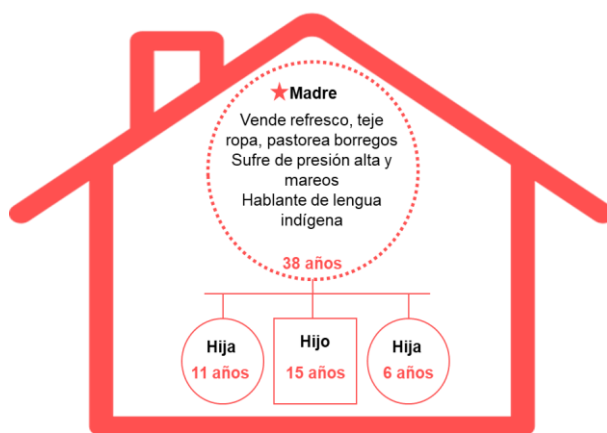 Madre
Vende refresco, teje
ropa, pastorea borregos
Sufre de presión alta y
mareos
Hablante de lengua
indígena
38 años
Hija
11 años
Hijo
15 años
Hija
6 años